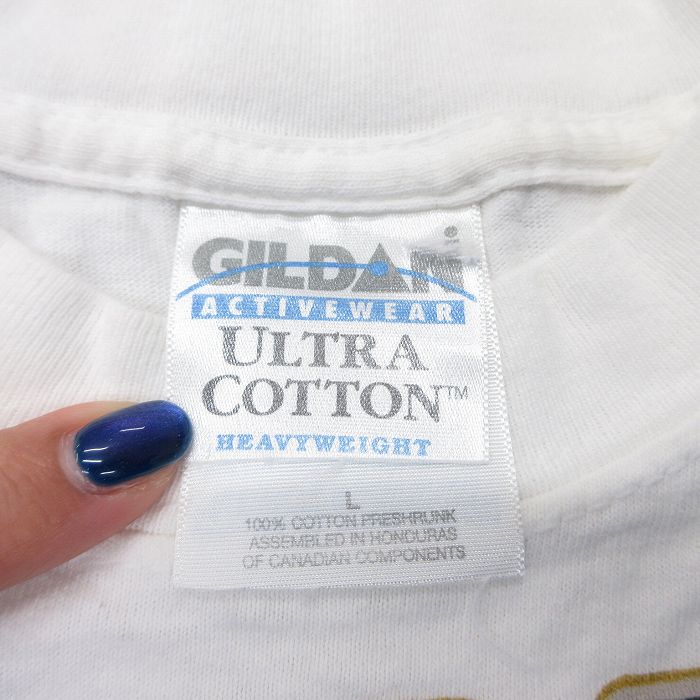 GILDAN
ACTIVEWEAR
ULTRA
COTTON™
HEAVYWEIGHT
L
100% COTTON PRESHRUNK
ASSEMBLED IN HONDURAS
OF CANADIAN COMPONENTS